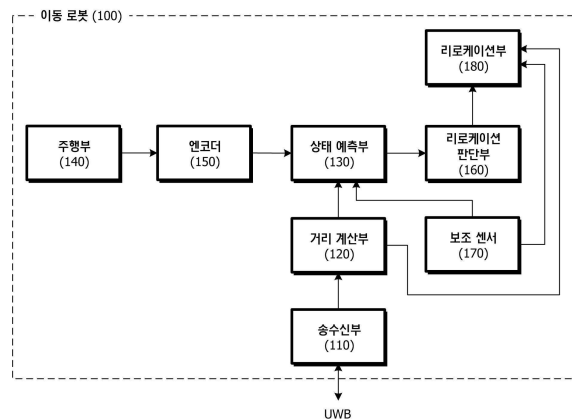 이동 로봇 (100)
리로케이션부
(180)
주행부
(140)
엔코더
(150)
상태 예측부
(130)
리로케이션
판단부
(160)
거리 계산부
(120)
보조 센서
(170)
송수신부
(110)
UWB